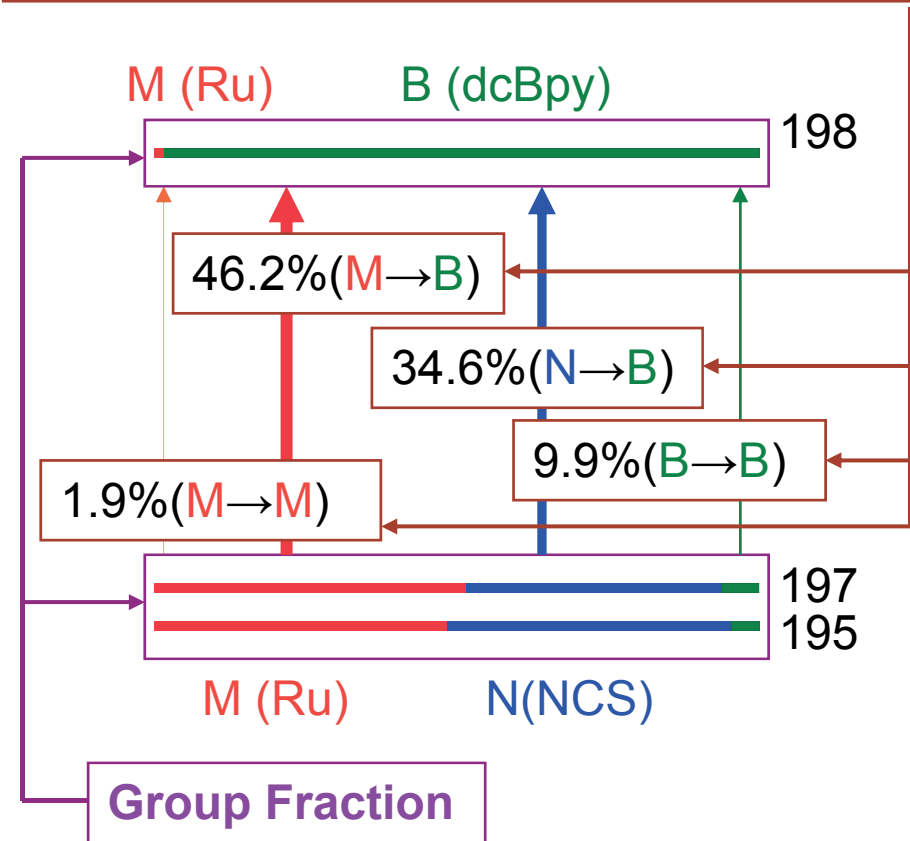 M (Ru) B (dcBpy)
198
46.2%(M→B)
34.6%(N→B)
9.9%(B→B)
1.9%(M→M)
197
195
M (Ru) N(NCS)
Group Fraction